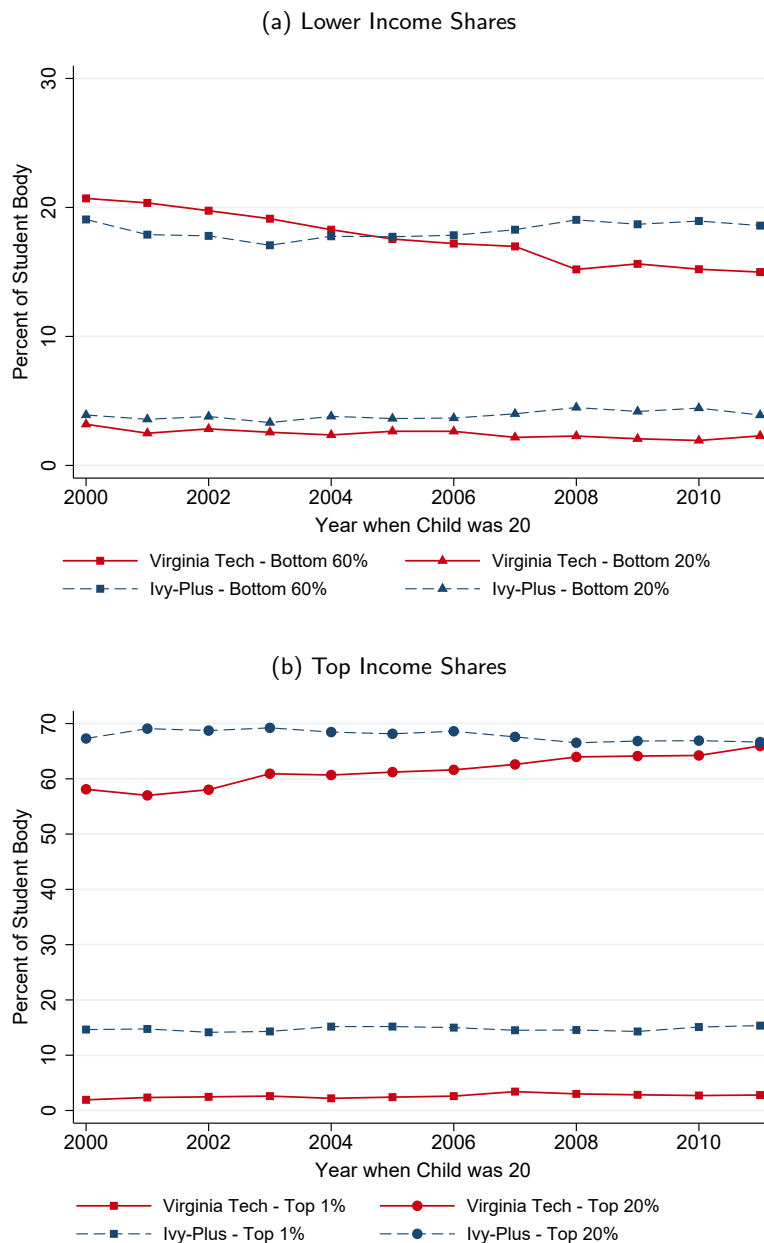 (a) Lower Income Shares
30
20
10
0
Percent of Student Body
2000 2002 2004 2006 2008 2010
Year when Child was 20
Virginia Tech - Bottom 60% Virginia Tech - Bottom 20%
Ivy-Plus - Bottom 60% Ivy-Plus - Bottom 20%
(b) Top Income Shares
70
60
50
40
30
20
10
0
Percent of Student Body
2000 2002 2004 2006 2008 2010
Year when Child was 20
Virginia Tech - Top 1% Virginia Tech - Top 20%
Ivy-Plus - Top 1% Ivy-Plus - Top 20%